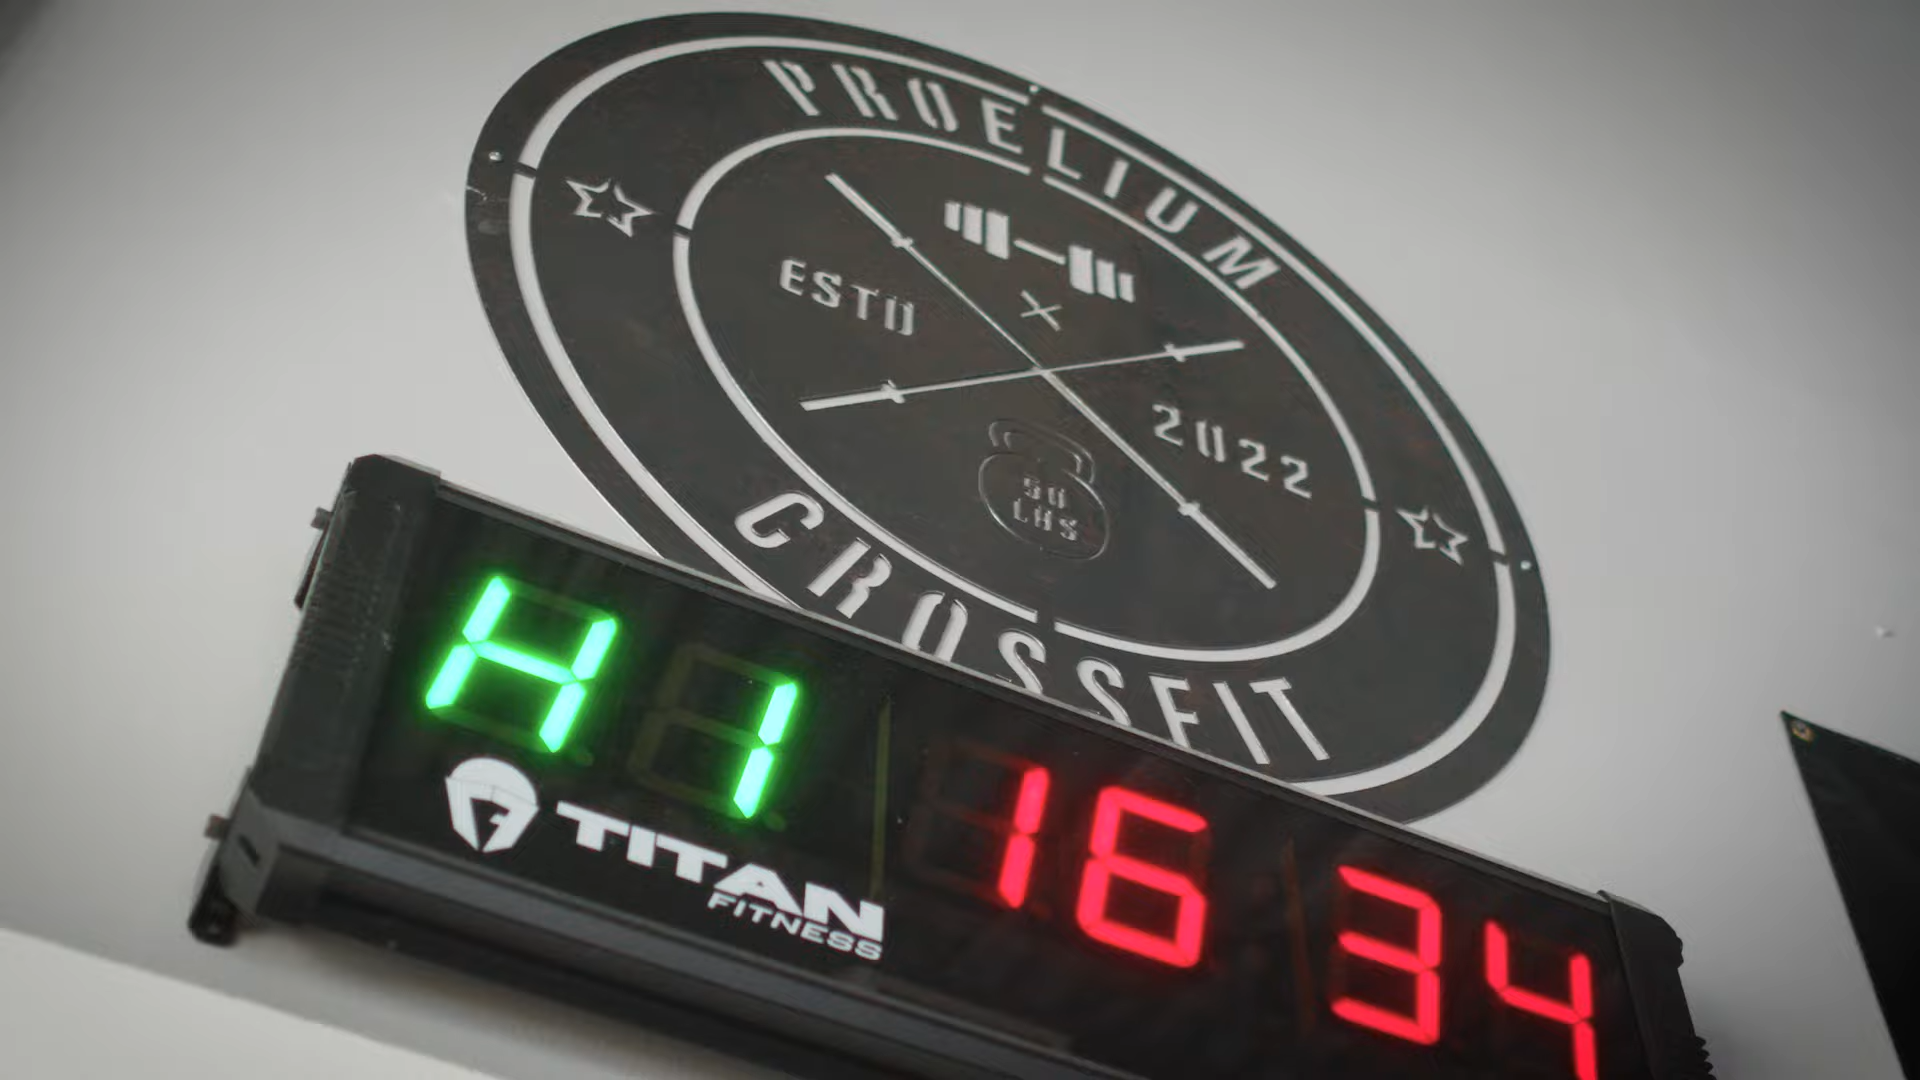 PROELIUM
ESTD
2022
50
LBS
CROSSFIT
H1 16 34
TITAN
FITNESS